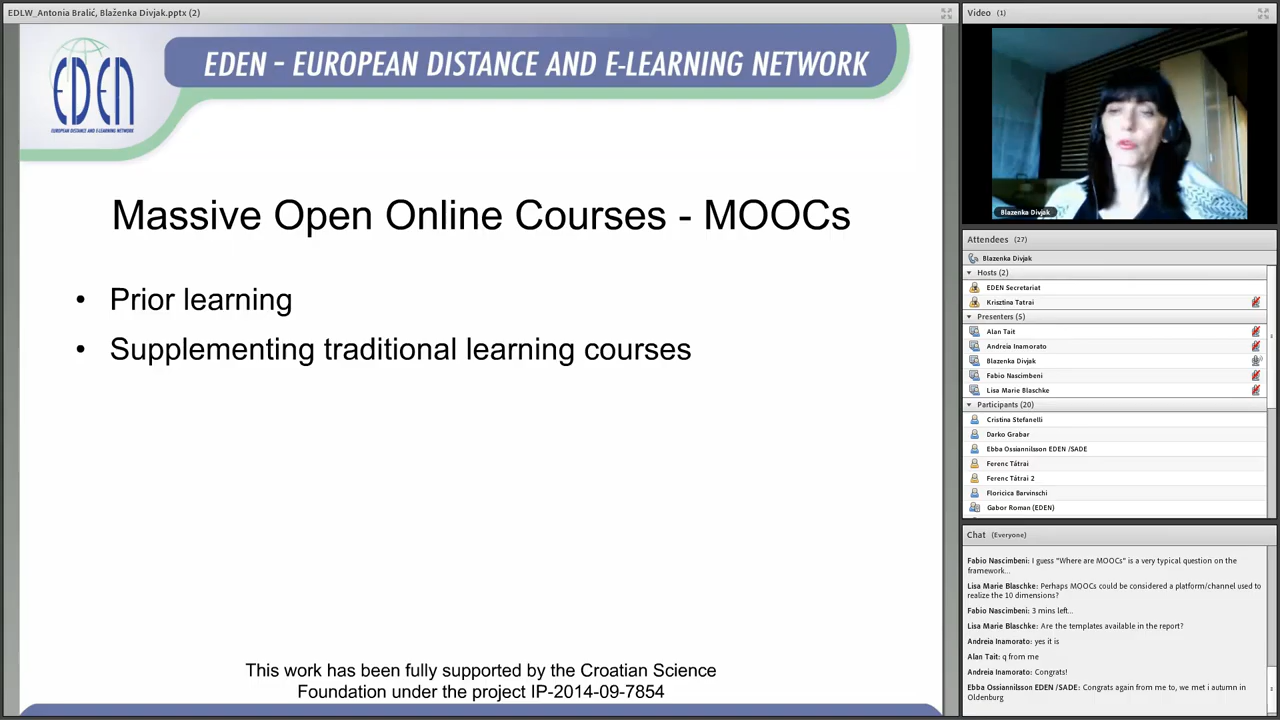 EDLW_Antonia Bralić, Blaženka Divjak.pptx (2)
EDEN
EUROPEAN DISTANCE AND E-LEARNING NETWORK
EDEN - EUROPEAN DISTANCE AND E-LEARNING NETWORK
Massive Open Online Courses - MOOCs
• Prior learning
• Supplementing traditional learning courses
This work has been fully supported by the Croatian Science
Foundation under the project IP-2014-09-7854
Video (1)
Blazenka Divjak
Attendees (27)
Blazenka Divjak
Hosts (2)
EDEN Secretariat
Krisztina Tatrai
Presenters (5)
Alan Tait
Andreia Inamorato
Blazenka Divjak
Fabio Nascimbeni
Lisa Marie Blaschke
Participants (20)
Cristina Stefanelli
Darko Grabar
Ebba Ossiannilsson EDEN /SADE
Ferenc Tátrai
Ferenc Tátrai 2
Floricica Barvinschi
Gabor Roman (EDEN)
Chat (Everyone)
Fabio Nascimbeni: I guess "Where are MOOCs" is a very typical question on the
framework...
Lisa Marie Blaschke: Perhaps MOOCs could be considered a platform/channel used to
realize the 10 dimensions?
Fabio Nascimbeni: 3 mins left...
Lisa Marie Blaschke: Are the templates available in the report?
Andreia Inamorato: yes it is
Alan Tait: q from me
Andreia Inamorato: Congrats!
Ebba Ossiannilsson EDEN /SADE: Congrats again from me to, we met i autumn in
Oldenburg